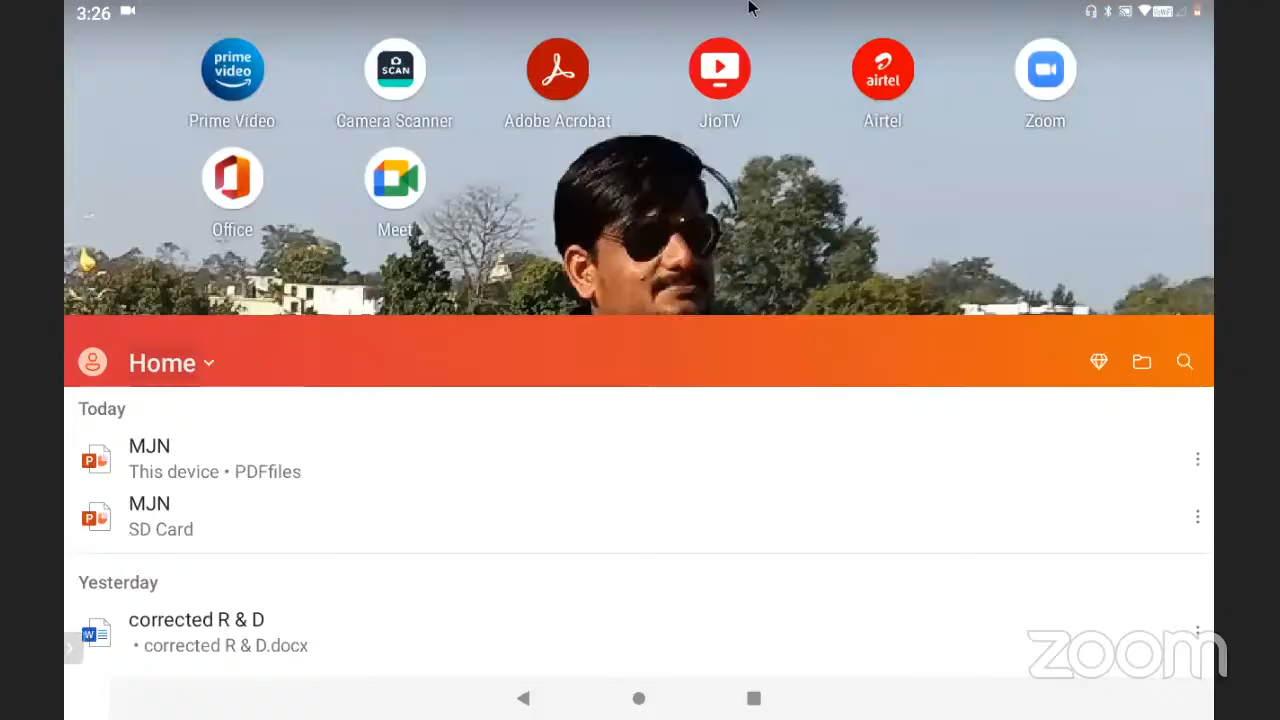 3:26
VoWiFi
prime video
SCAN
airtel
Prime Video
Camera Scanner
Adobe Acrobat
JioTV
Airtel
Zoom
Office
Meet
Home
Today
MJN
This device • PDFfiles
MJN
SD Card
Yesterday
corrected R & D
• corrected R & D.docx
P
P
W
zoom